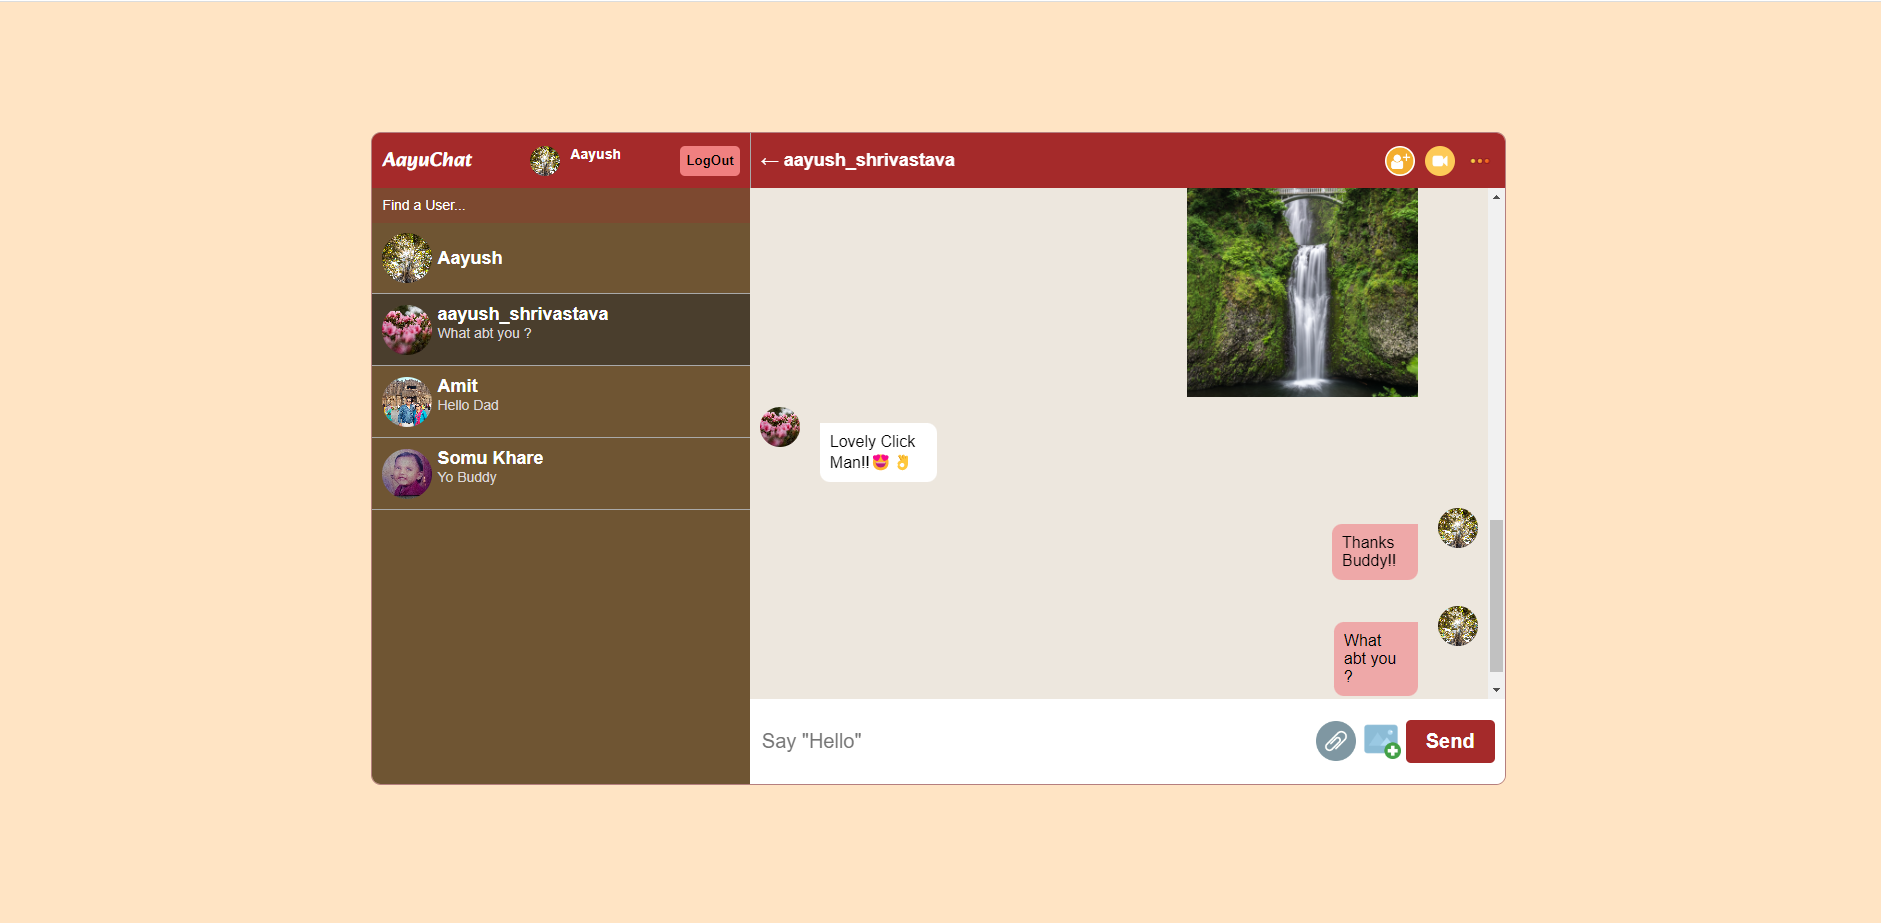 AayuChat
Aayush
LogOut
Find a User...
Aayush
aayush_shrivastava
What abt you ?
Amit
Hello Dad
Somu Khare
Yo Buddy
←aayush_shrivastava
Lovely Click
Man!!😍👌
Thanks
Buddy!!
What
abt you
?
Say "Hello"
Send